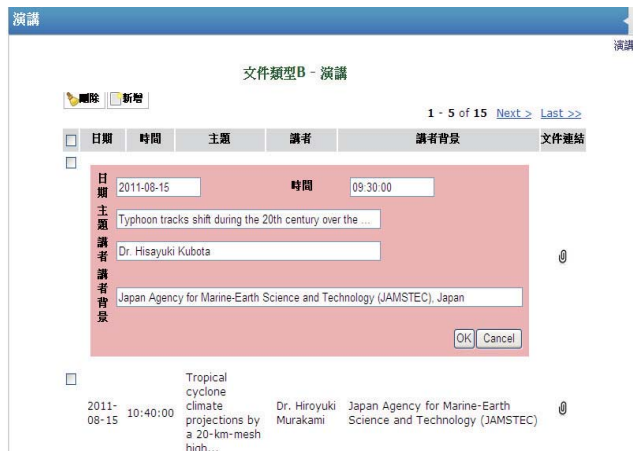 演講
演講
文件類型B - 演講
刪除 新增
1 - 5 of 15 Next > Last >>
日期 時間 主題 講者 講者背景 文件連結
日期 2011-08-15 時間 09:30:00
主題 Typhoon tracks shift during the 20th century over the ...
講者 Dr. Hisayuki Kubota
講者背景 Japan Agency for Marine-Earth Science and Technology (JAMSTEC), Japan
OK Cancel
2011-08-15 10:40:00 Tropical cyclone climate projections by a 20-km-mesh high... Dr. Hiroyuki Murakami Japan Agency for Marine-Earth Science and Technology (JAMSTEC)